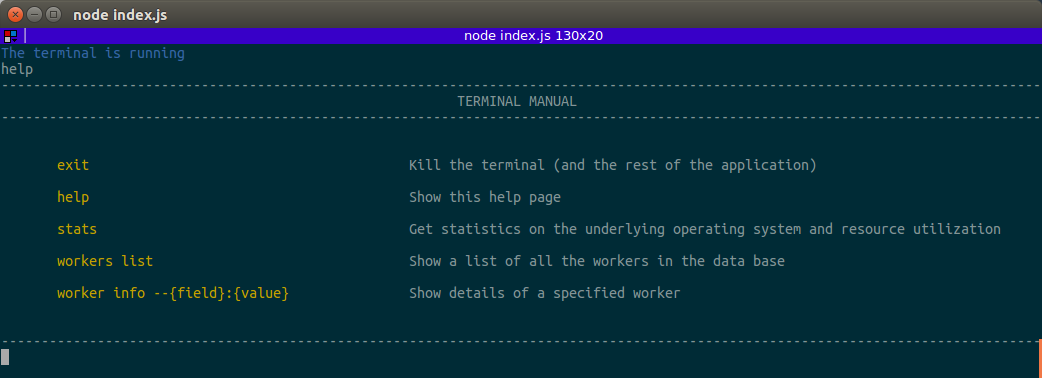 node index.js
node index.js 130x20
The terminal is running
help
----------------------------------------------------------------------------------------------------------------------------------
TERMINAL MANUAL
----------------------------------------------------------------------------------------------------------------------------------
exit Kill the terminal (and the rest of the application)
help Show this help page
stats Get statistics on the underlying operating system and resource utilization
workers list Show a list of all the workers in the data base
worker info --{field}:{value} Show details of a specified worker
----------------------------------------------------------------------------------------------------------------------------------